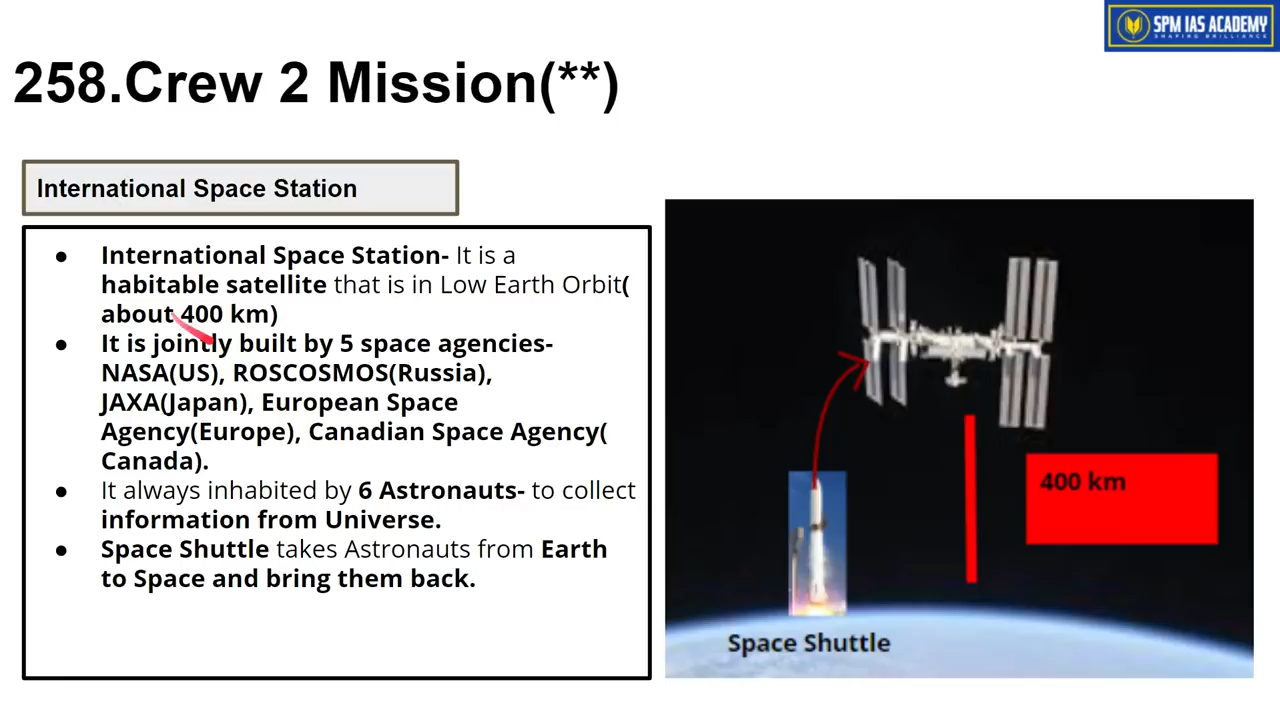 SPM IAS ACADEMY
SHAPING BRILLIANCE
258.Crew 2 Mission(**)
International Space Station
● International Space Station- It is a
habitable satellite that is in Low Earth Orbit(
about 400 km)
● It is jointly built by 5 space agencies-
NASA(US), ROSCOSMOS(Russia),
JAXA(Japan), European Space
Agency(Europe), Canadian Space Agency(
Canada).
● It always inhabited by 6 Astronauts- to collect
information from Universe.
● Space Shuttle takes Astronauts from Earth
to Space and bring them back.
400 km
Space Shuttle